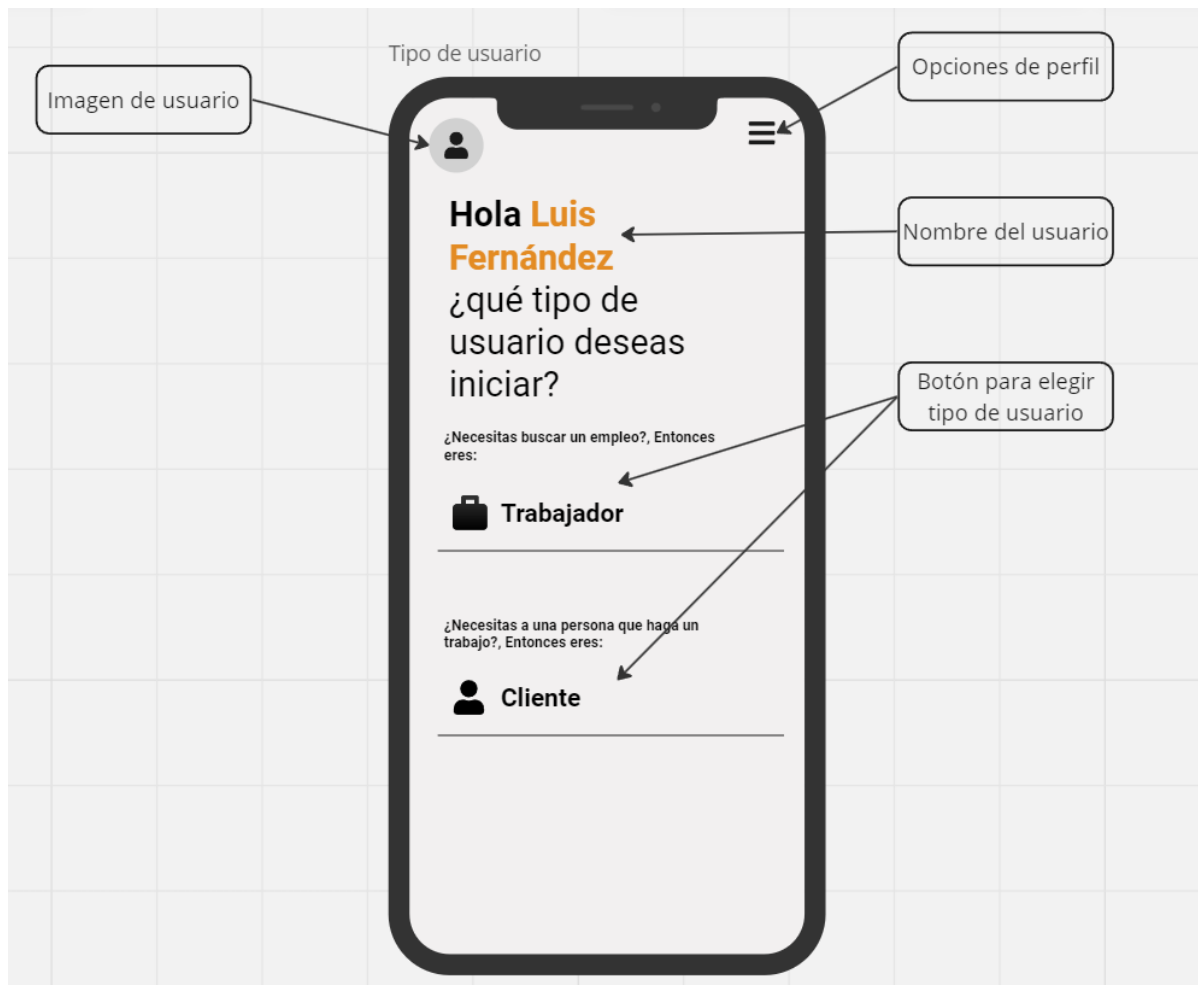 Tipo de usuario
Imagen de usuario
Opciones de perfil
Hola Luis
Fernández
Nombre del usuario
¿qué tipo de
usuario deseas
iniciar?
Botón para elegir
tipo de usuario
¿Necesitas buscar un empleo?, Entonces
eres:
Trabajador
¿Necesitas a una persona que haga un
trabajo?, Entonces eres:
Cliente